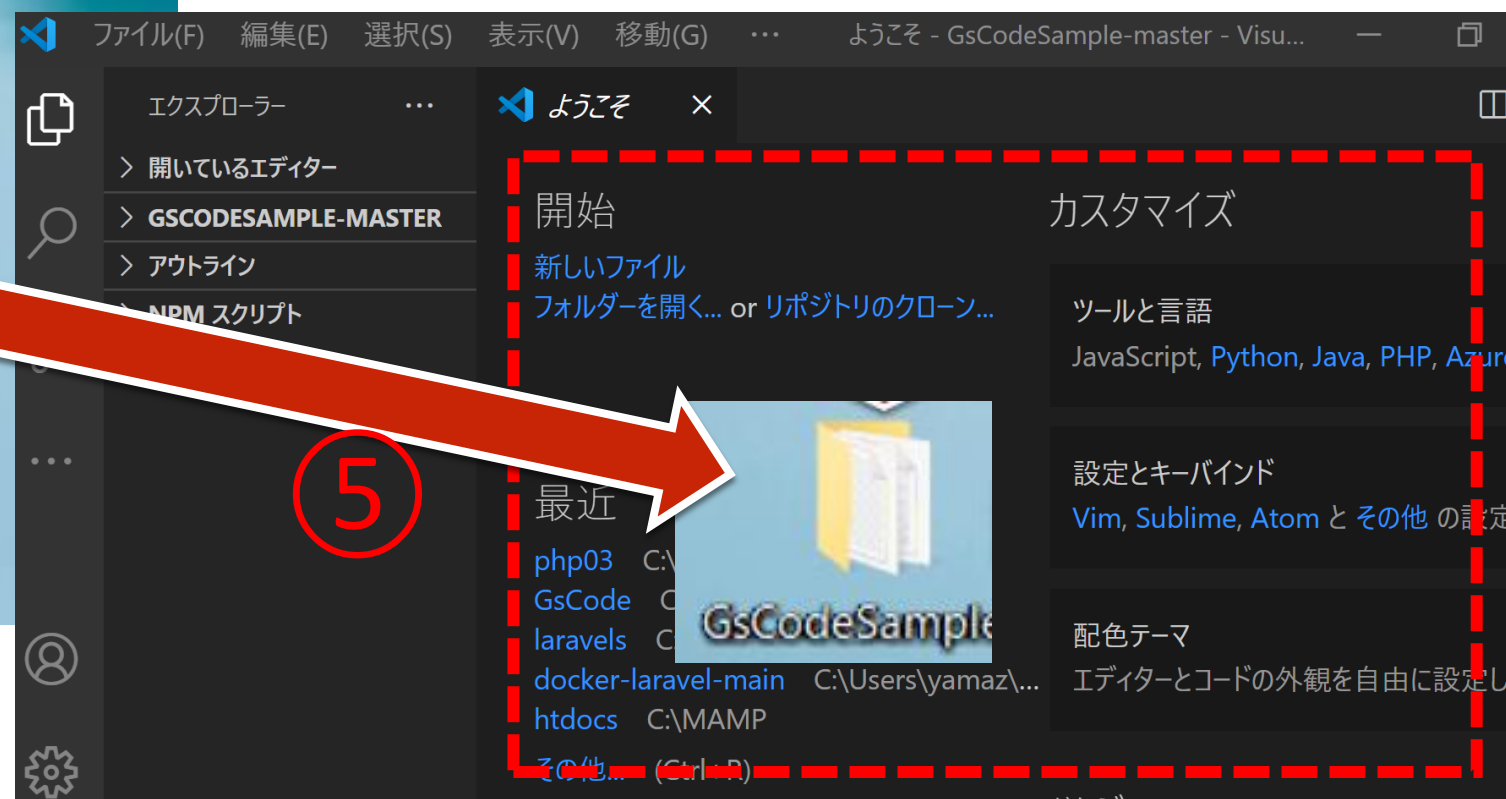 ファイル(F) 編集(E) 選択(S) 表示(V) 移動(G) … ようこそ - GsCodeSample-master - Visu...
エクスプローラー …
ようこそ ×
> 開いているエディター
> GSCODESAMPLE-MASTER
> アウトライン
NPM スクリプト
…
⑤
開始
新しいファイル
フォルダーを開く... or リポジトリのクローン...
最近
php03 C:\
GsCode C
laravels C:
docker-laravel-main C:\Users\yamaz\...
htdocs C:\MAMP
その他... (Ctrl+R)
GsCodeSample
カスタマイズ
ツールと言語
JavaScript, Python, Java, PHP, Azure
設定とキーバインド
Vim, Sublime, Atom と その他 の設定
配色テーマ
エディターとコードの外観を自由に設定し